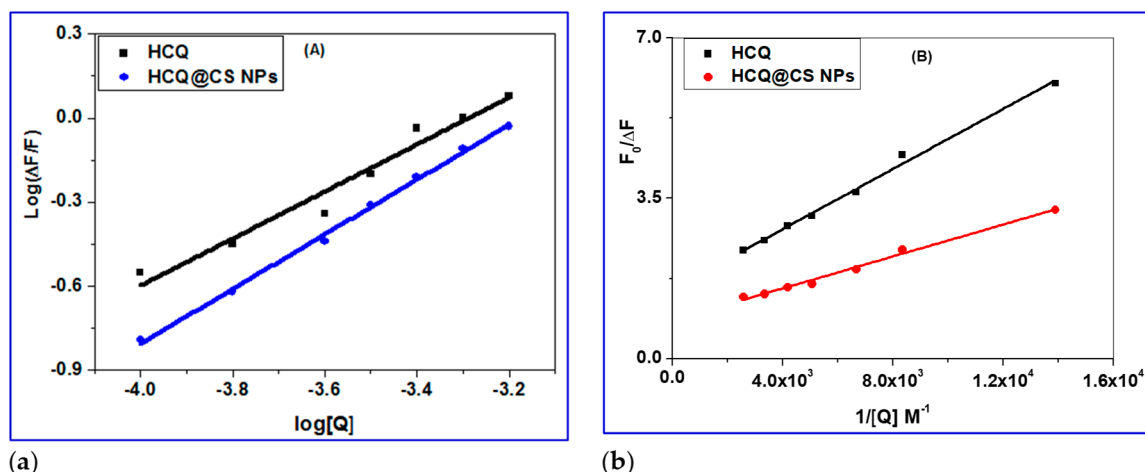 0.3
0.0
-0.3
-0.6
-0.9
Log(ΔF/F)
HCQ
HCQ@CS NPs
(A)
-4.0 -3.8 -3.6 -3.4 -3.2
log[Q]
(a)
7.0
3.5
0.0
F₀/ΔF
HCQ
HCQ@CS NPs
(B)
0.0 4.0x10³ 8.0x10³ 1.2x10⁴ 1.6x10⁴
1/[Q] M⁻¹
(b)